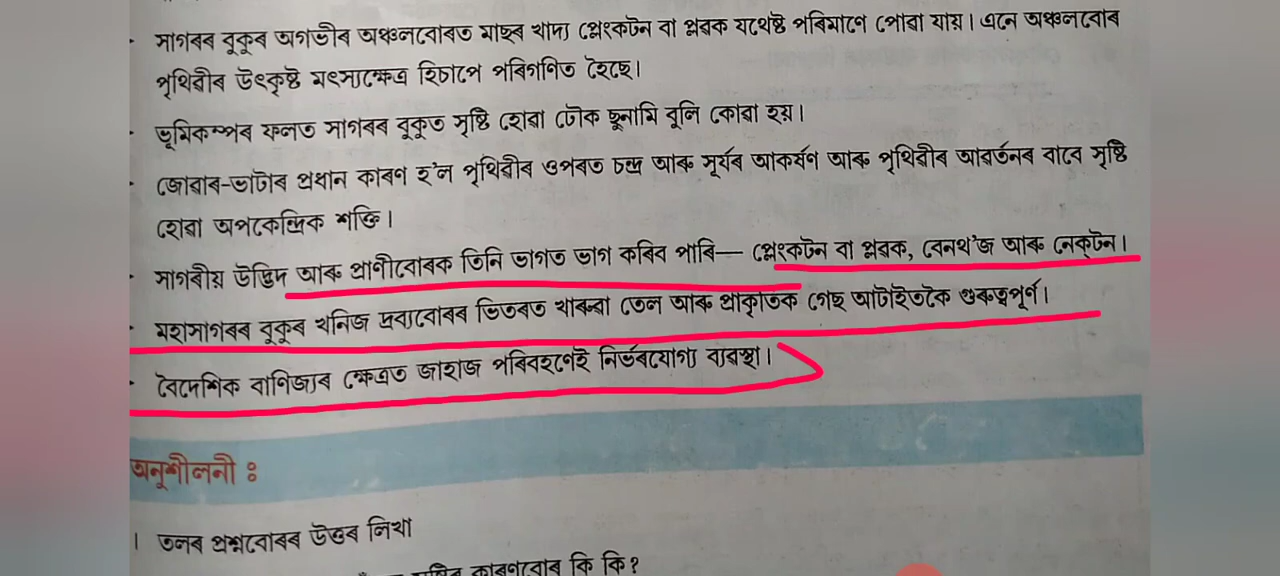 · সাগৰৰ বুকুৰ অগভীৰ অঞ্চলবোৰত মাছৰ খাদ্য প্লেংকটন বা প্লৱক যথেষ্ট পৰিমাণে পোৱা যায়। এনে অঞ্চলবোৰ
পৃথিৱীৰ উৎকৃষ্ট মৎস্যক্ষেত্ৰ হিচাপে পৰিগণিত হৈছে।
· ভূমিকম্পৰ ফলত সাগৰৰ বুকুত সৃষ্টি হোৱা ঢৌক ছুনামি বুলি কোৱা হয়।
· জোৱাৰ-ভাটাৰ প্ৰধান কাৰণ হ'ল পৃথিৱীৰ ওপৰত চন্দ্ৰ আৰু সূৰ্যৰ আকৰ্ষণ আৰু পৃথিৱীৰ আৱৰ্তনৰ বাবে সৃষ্টি
হোৱা অপকেন্দ্ৰিক শক্তি।
· সাগৰীয় উদ্ভিদ আৰু প্ৰাণীবোৰক তিনি ভাগত ভাগ কৰিব পাৰি— প্লেংকটন বা প্লৱক, বেনথ'জ আৰু নেক্‌টন।
· মহাসাগৰৰ বুকুৰ খনিজ দ্ৰব্যবোৰৰ ভিতৰত খাৰুৱা তেল আৰু প্ৰাকৃতিক গেছ আটাইতকৈ গুৰুত্বপূৰ্ণ।
· বৈদেশিক বাণিজ্যৰ ক্ষেত্ৰত জাহাজ পৰিবহণেই নিৰ্ভৰযোগ্য ব্যৱস্থা।
অনুশীলনী ঃ
। তলৰ প্ৰশ্নবোৰৰ উত্তৰ লিখা
কাৰণবোৰ কি কি?